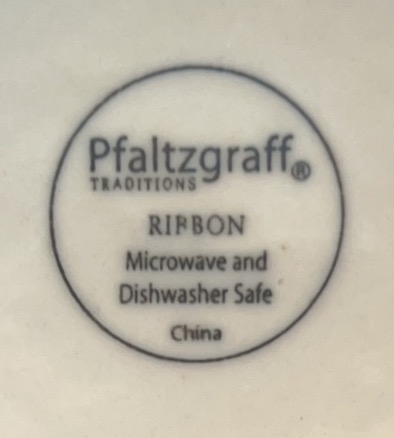 Pfaltzgraff®
TRADITIONS
RIBBON
Microwave and
Dishwasher Safe
China